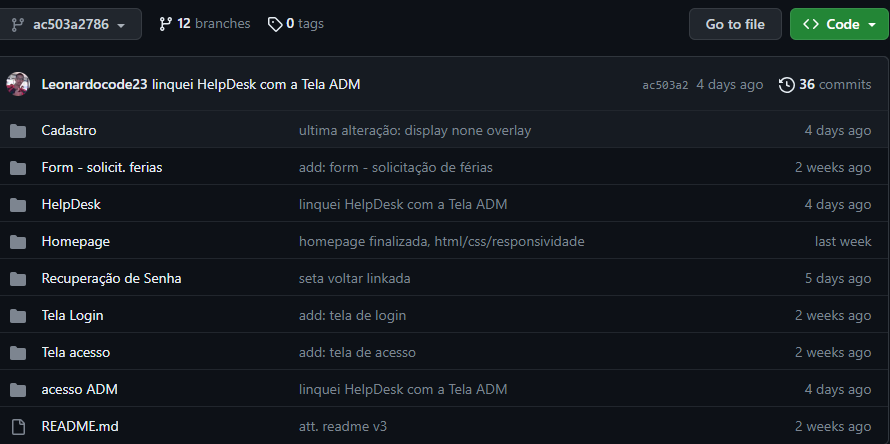 ac503a2786 12 branches 0 tags Go to file Code
Leonardocode23 linquei HelpDesk com a Tela ADM ac503a2 4 days ago 36 commits
Cadastro ultima alteração: display none overlay 4 days ago
Form - solicit. ferias add: form - solicitação de férias 2 weeks ago
HelpDesk linquei HelpDesk com a Tela ADM 4 days ago
Homepage homepage finalizada, html/css/responsividade last week
Recuperação de Senha seta voltar linkada 5 days ago
Tela Login add: tela de login 2 weeks ago
Tela acesso add: tela de acesso 2 weeks ago
acesso ADM linquei HelpDesk com a Tela ADM 4 days ago
README.md att. readme v3 2 weeks ago